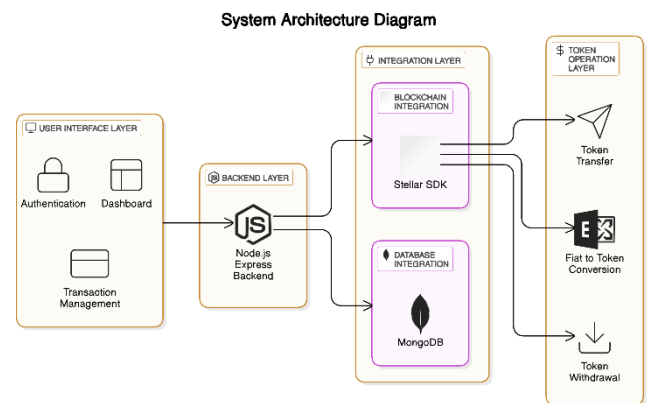 System Architecture Diagram
USER INTERFACE LAYER
Authentication
Dashboard
Transaction
Management
JS BACKEND LAYER
JS
Node.js
Express
Backend
INTEGRATION LAYER
BLOCKCHAIN
INTEGRATION
Stellar SDK
DATABASE
INTEGRATION
MongoDB
$ TOKEN
OPERATION
LAYER
Token
Transfer
E X
Fiat to Token
Conversion
Token
Withdrawal